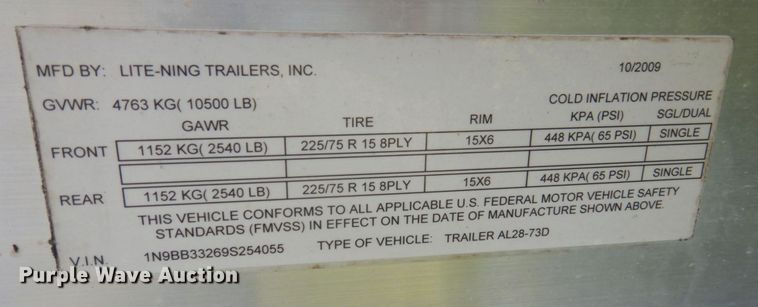 MFD BY: LITE-NING TRAILERS, INC. 10/2009
GVWR: 4763 KG( 10500 LB) COLD INFLATION PRESSURE
GAWR TIRE RIM KPA (PSI) SGL/DUAL
FRONT 1152 KG( 2540 LB) 225/75 R 15 8PLY 15X6 448 KPA( 65 PSI) SINGLE
REAR 1152 KG( 2540 LB) 225/75 R 15 8PLY 15X6 448 KPA( 65 PSI) SINGLE
THIS VEHICLE CONFORMS TO ALL APPLICABLE U.S. FEDERAL MOTOR VEHICLE SAFETY
STANDARDS (FMVSS) IN EFFECT ON THE DATE OF MANUFACTURE SHOWN ABOVE.
V.I.N. 1N9BB33269S254055 TYPE OF VEHICLE: TRAILER AL28-73D
Purple Wave Auction